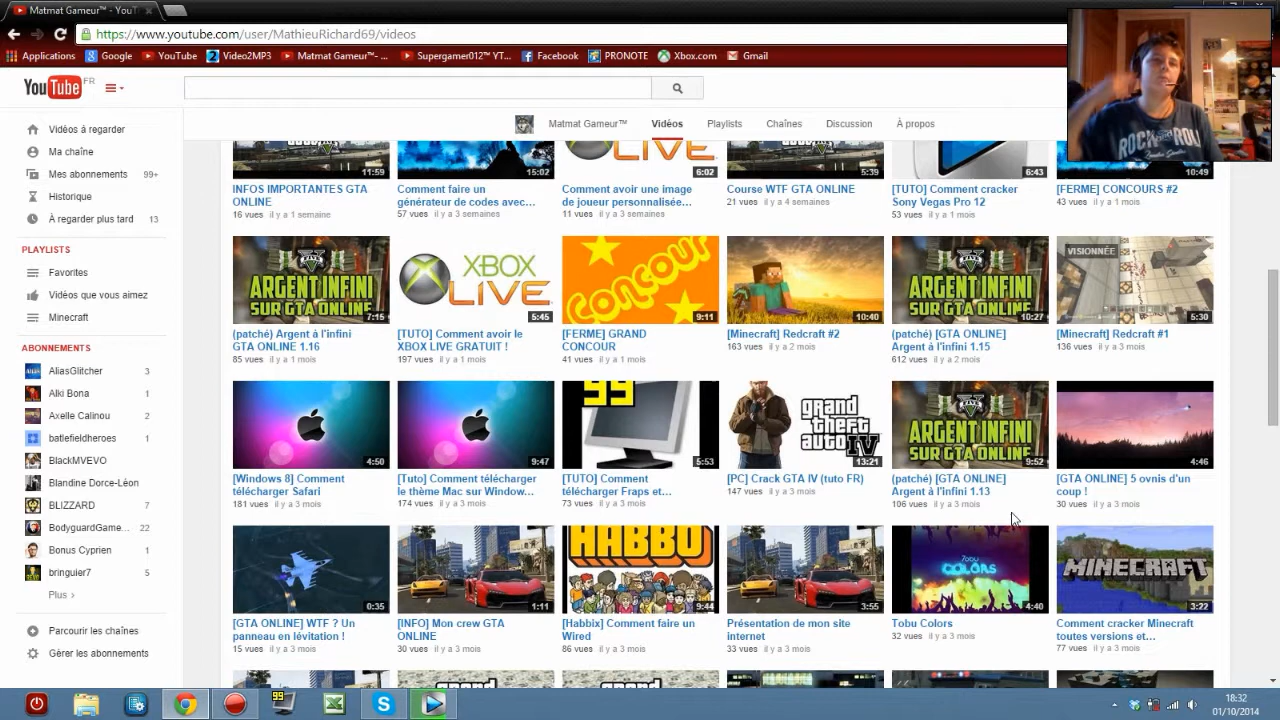 Matmat Gameur™ - YouT
https://www.youtube.com/user/MathieuRichard69/videos
Applications Google YouTube Video2MP3 Matmat Gameur™-... Supergamer012™ YT... Facebook PRONOTE Xbox.com Gmail
YouTube FR
Matmat Gameur™ Vidéos Playlists Chaînes Discussion À propos
Vidéos à regarder
Ma chaîne
Mes abonnements 99+
Historique
À regarder plus tard 13
PLAYLISTS
Favorites
Vidéos que vous aimez
Minecraft
ABONNEMENTS
AliasGlitcher 3
Alki Bona 1
Axelle Calinou 2
batlefieldheroes 1
BlackMVEVO
Blandine Dorce-Léon
BLIZZARD 7
BodyguardGame... 22
Bonus Cyprien 1
bringuier7 5
Plus >
Parcourir les chaînes
Gérer les abonnements
11:59
INFOS IMPORTANTES GTA
ONLINE
16 vues il y a 1 semaine
LIVE
15:02
Comment faire un
générateur de codes avec...
57 vues il y a 3 semaines
6:02
Comment avoir une image
de joueur personnalisée...
11 vues il y a 3 semaines
5:39
Course WTF GTA ONLINE
21 vues il y a 4 semaines
6:43
[TUTO] Comment cracker
Sony Vegas Pro 12
53 vues il y a 1 mois
10:49
[FERME] CONCOURS #2
43 vues il y a 1 mois
ARGENT INFINI
SUR GTA ONLINE
7:15
(patché) Argent à l'infini
GTA ONLINE 1.16
85 vues il y a 1 mois
XBOX
LIVE
5:45
[TUTO] Comment avoir le
XBOX LIVE GRATUIT !
197 vues il y a 1 mois
Concour
9:11
[FERME] GRAND
CONCOUR
41 vues il y a 1 mois
10:40
[Minecraft] Redcraft #2
163 vues il y a 2 mois
ARGENT INFINI
SUR GTA ONLINE
10:27
(patché) [GTA ONLINE]
Argent à l'infini 1.15
612 vues il y a 2 mois
VISIONNÉE
5:30
[Minecraft] Redcraft #1
136 vues il y a 3 mois
4:50
[Windows 8] Comment
télécharger Safari
181 vues il y a 3 mois
9:47
[Tuto] Comment télécharger
le thème Mac sur Window...
174 vues il y a 3 mois
99
5:53
[TUTO] Comment
télécharger Fraps et...
73 vues il y a 3 mois
grand
theft
auto IV
13:21
[PC] Crack GTA IV (tuto FR)
147 vues il y a 3 mois
ARGENT INFINI
SUR GTA ONLINE
9:52
(patché) [GTA ONLINE]
Argent à l'infini 1.13
106 vues il y a 3 mois
4:46
[GTA ONLINE] 5 ovnis d'un
coup !
30 vues il y a 3 mois
0:35
[GTA ONLINE] WTF ? Un
panneau en lévitation !
15 vues il y a 3 mois
1:11
[INFO] Mon crew GTA
ONLINE
30 vues il y a 3 mois
HABBO
9:44
[Habbix] Comment faire un
Wired
86 vues il y a 3 mois
3:55
Présentation de mon site
internet
33 vues il y a 3 mois
Tobu
COLORS
4:40
Tobu Colors
32 vues il y a 3 mois
MINECRAFT
3:22
Comment cracker Minecraft
toutes versions et...
77 vues il y a 3 mois
99
18:32
01/10/2014